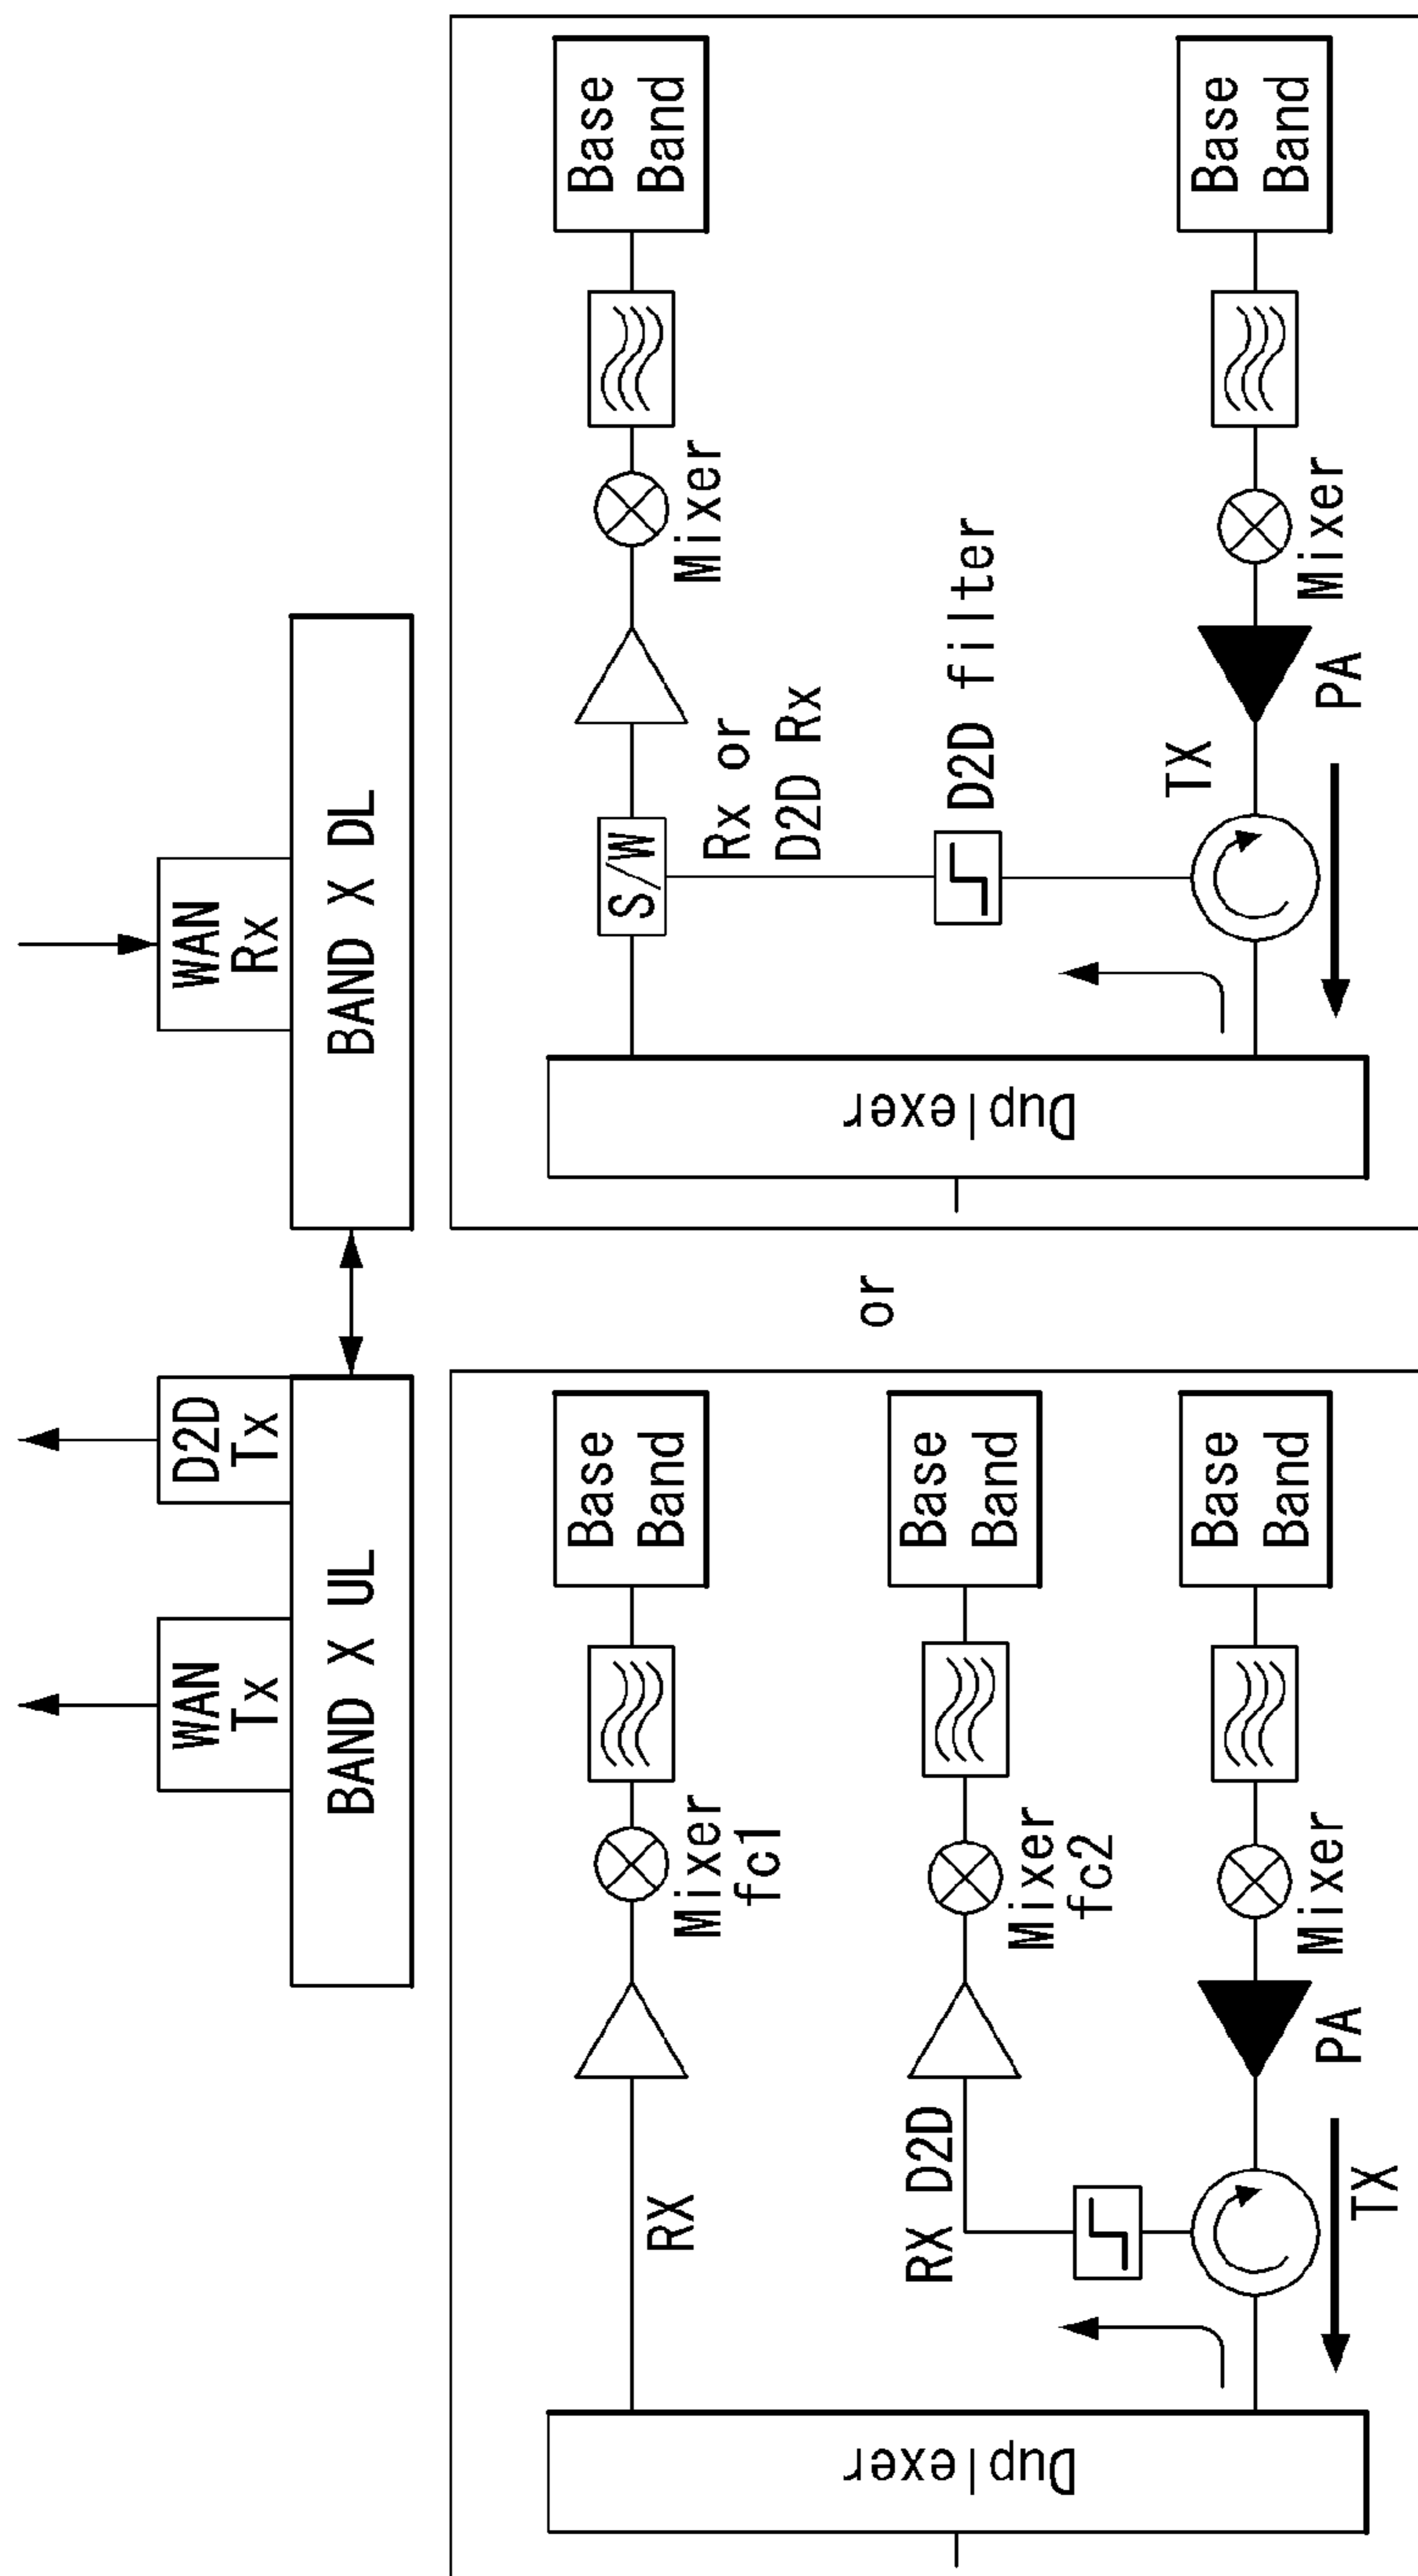 WAN
Tx
D2D
Tx
WAN
Rx
BAND X UL
BAND X DL
Duplexer
RX
Mixer
fc1
Base
Band
RX D2D
Mixer
fc2
Base
Band
TX
PA
Mixer
Base
Band
or
Duplexer
S/W
Rx or
D2D Rx
Mixer
Base
Band
D2D filter
TX
PA
Mixer
Base
Band